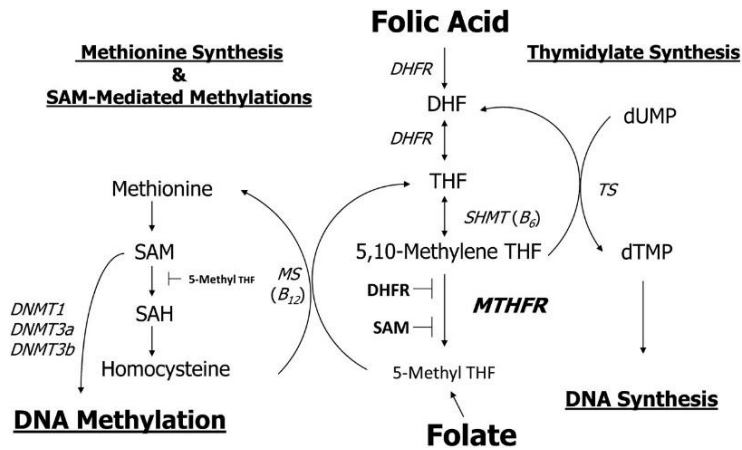 Folic Acid
Methionine Synthesis
&
SAM-Mediated Methylations
Thymidylate Synthesis
DHFR
DHF
dUMP
DHFR
THF
Methionine
TS
SHMT (B6)
5,10-Methylene THF
dTMP
SAM
5-Methyl THF
MS
(B12)
DHFR
MTHFR
SAM
DNMT1
DNMT3a
DNMT3b
SAH
Homocysteine
5-Methyl THF
DNA Methylation
Folate
DNA Synthesis